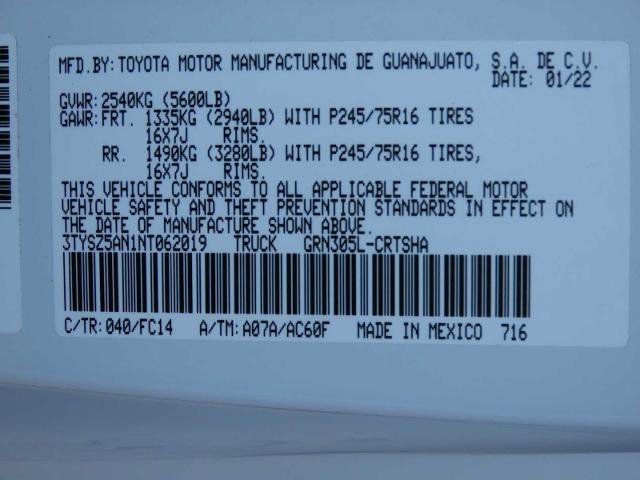 MFD.BY: TOYOTA MOTOR MANUFACTURING DE GUANAJUATO, S.A. DE C.V.
DATE: 01/22
GVWR: 2540KG (5600LB)
GAWR: FRT. 1335KG (2940LB) WITH P245/75R16 TIRES
16X7J RIMS.
RR. 1490KG (3280LB) WITH P245/75R16 TIRES,
16X7J RIMS.
THIS VEHICLE CONFORMS TO ALL APPLICABLE FEDERAL MOTOR
VEHICLE SAFETY AND THEFT PREVENTION STANDARDS IN EFFECT ON
THE DATE OF MANUFACTURE SHOWN ABOVE.
3TYSZ5AN1NT062019 TRUCK GRN305L-CRTSHA
C/TR: 040/FC14 A/TM: A07A/AC60F MADE IN MEXICO 716